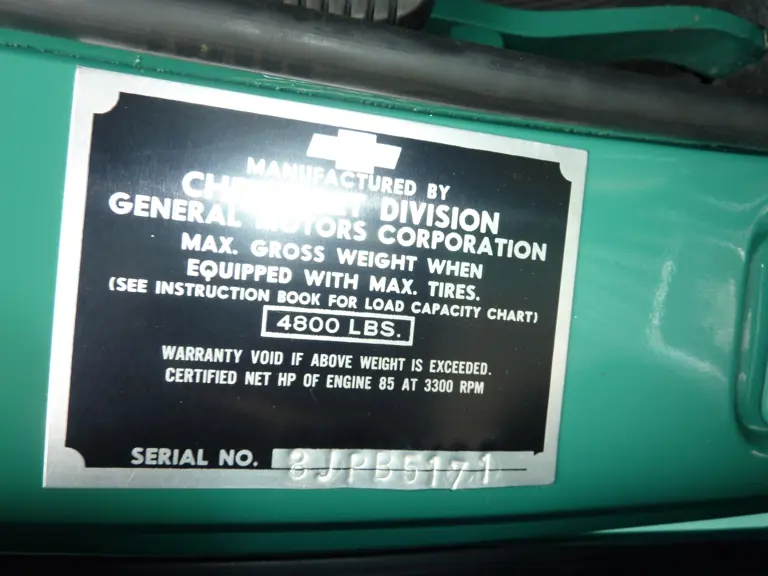 MANUFACTURED BY
CHEVROLET DIVISION
GENERAL MOTORS CORPORATION
MAX. GROSS WEIGHT WHEN
EQUIPPED WITH MAX. TIRES.
(SEE INSTRUCTION BOOK FOR LOAD CAPACITY CHART)
4800 LBS.
WARRANTY VOID IF ABOVE WEIGHT IS EXCEEDED.
CERTIFIED NET HP OF ENGINE 85 AT 3300 RPM
SERIAL NO. 8JPB5171